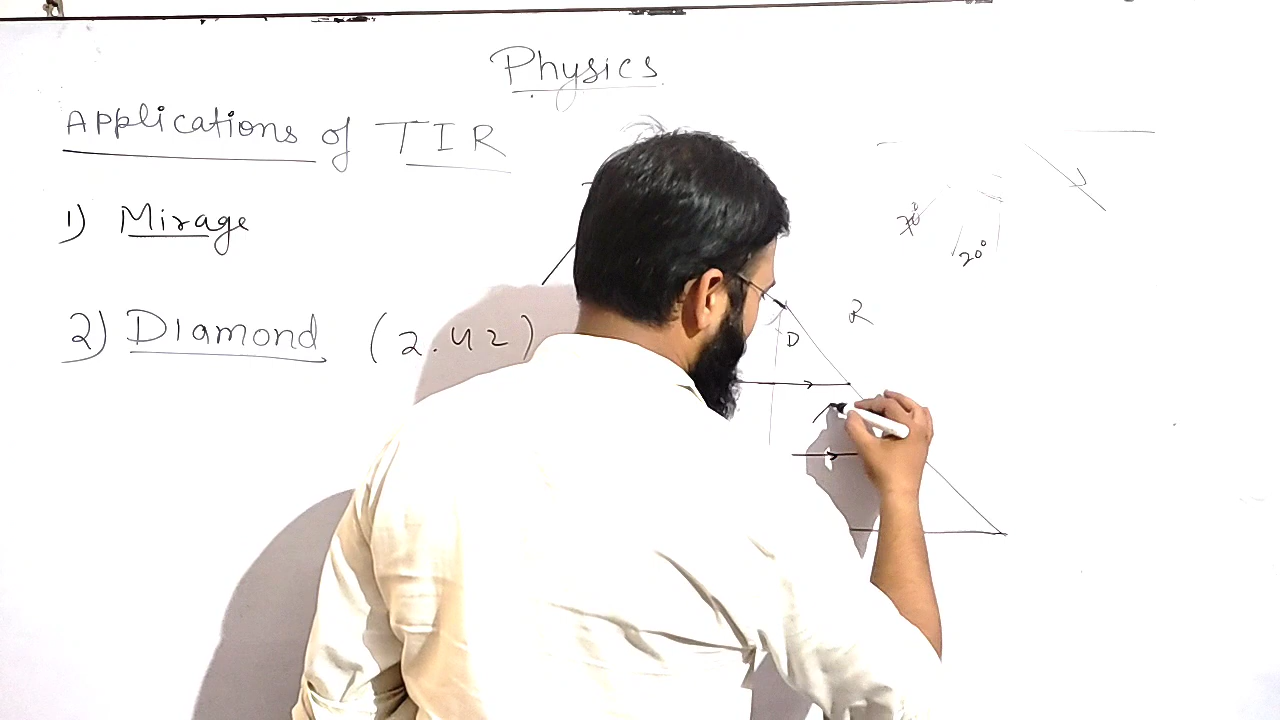 Physics
Applications of TIR
1) Mirage
2) Diamond (2.42)
20°
D